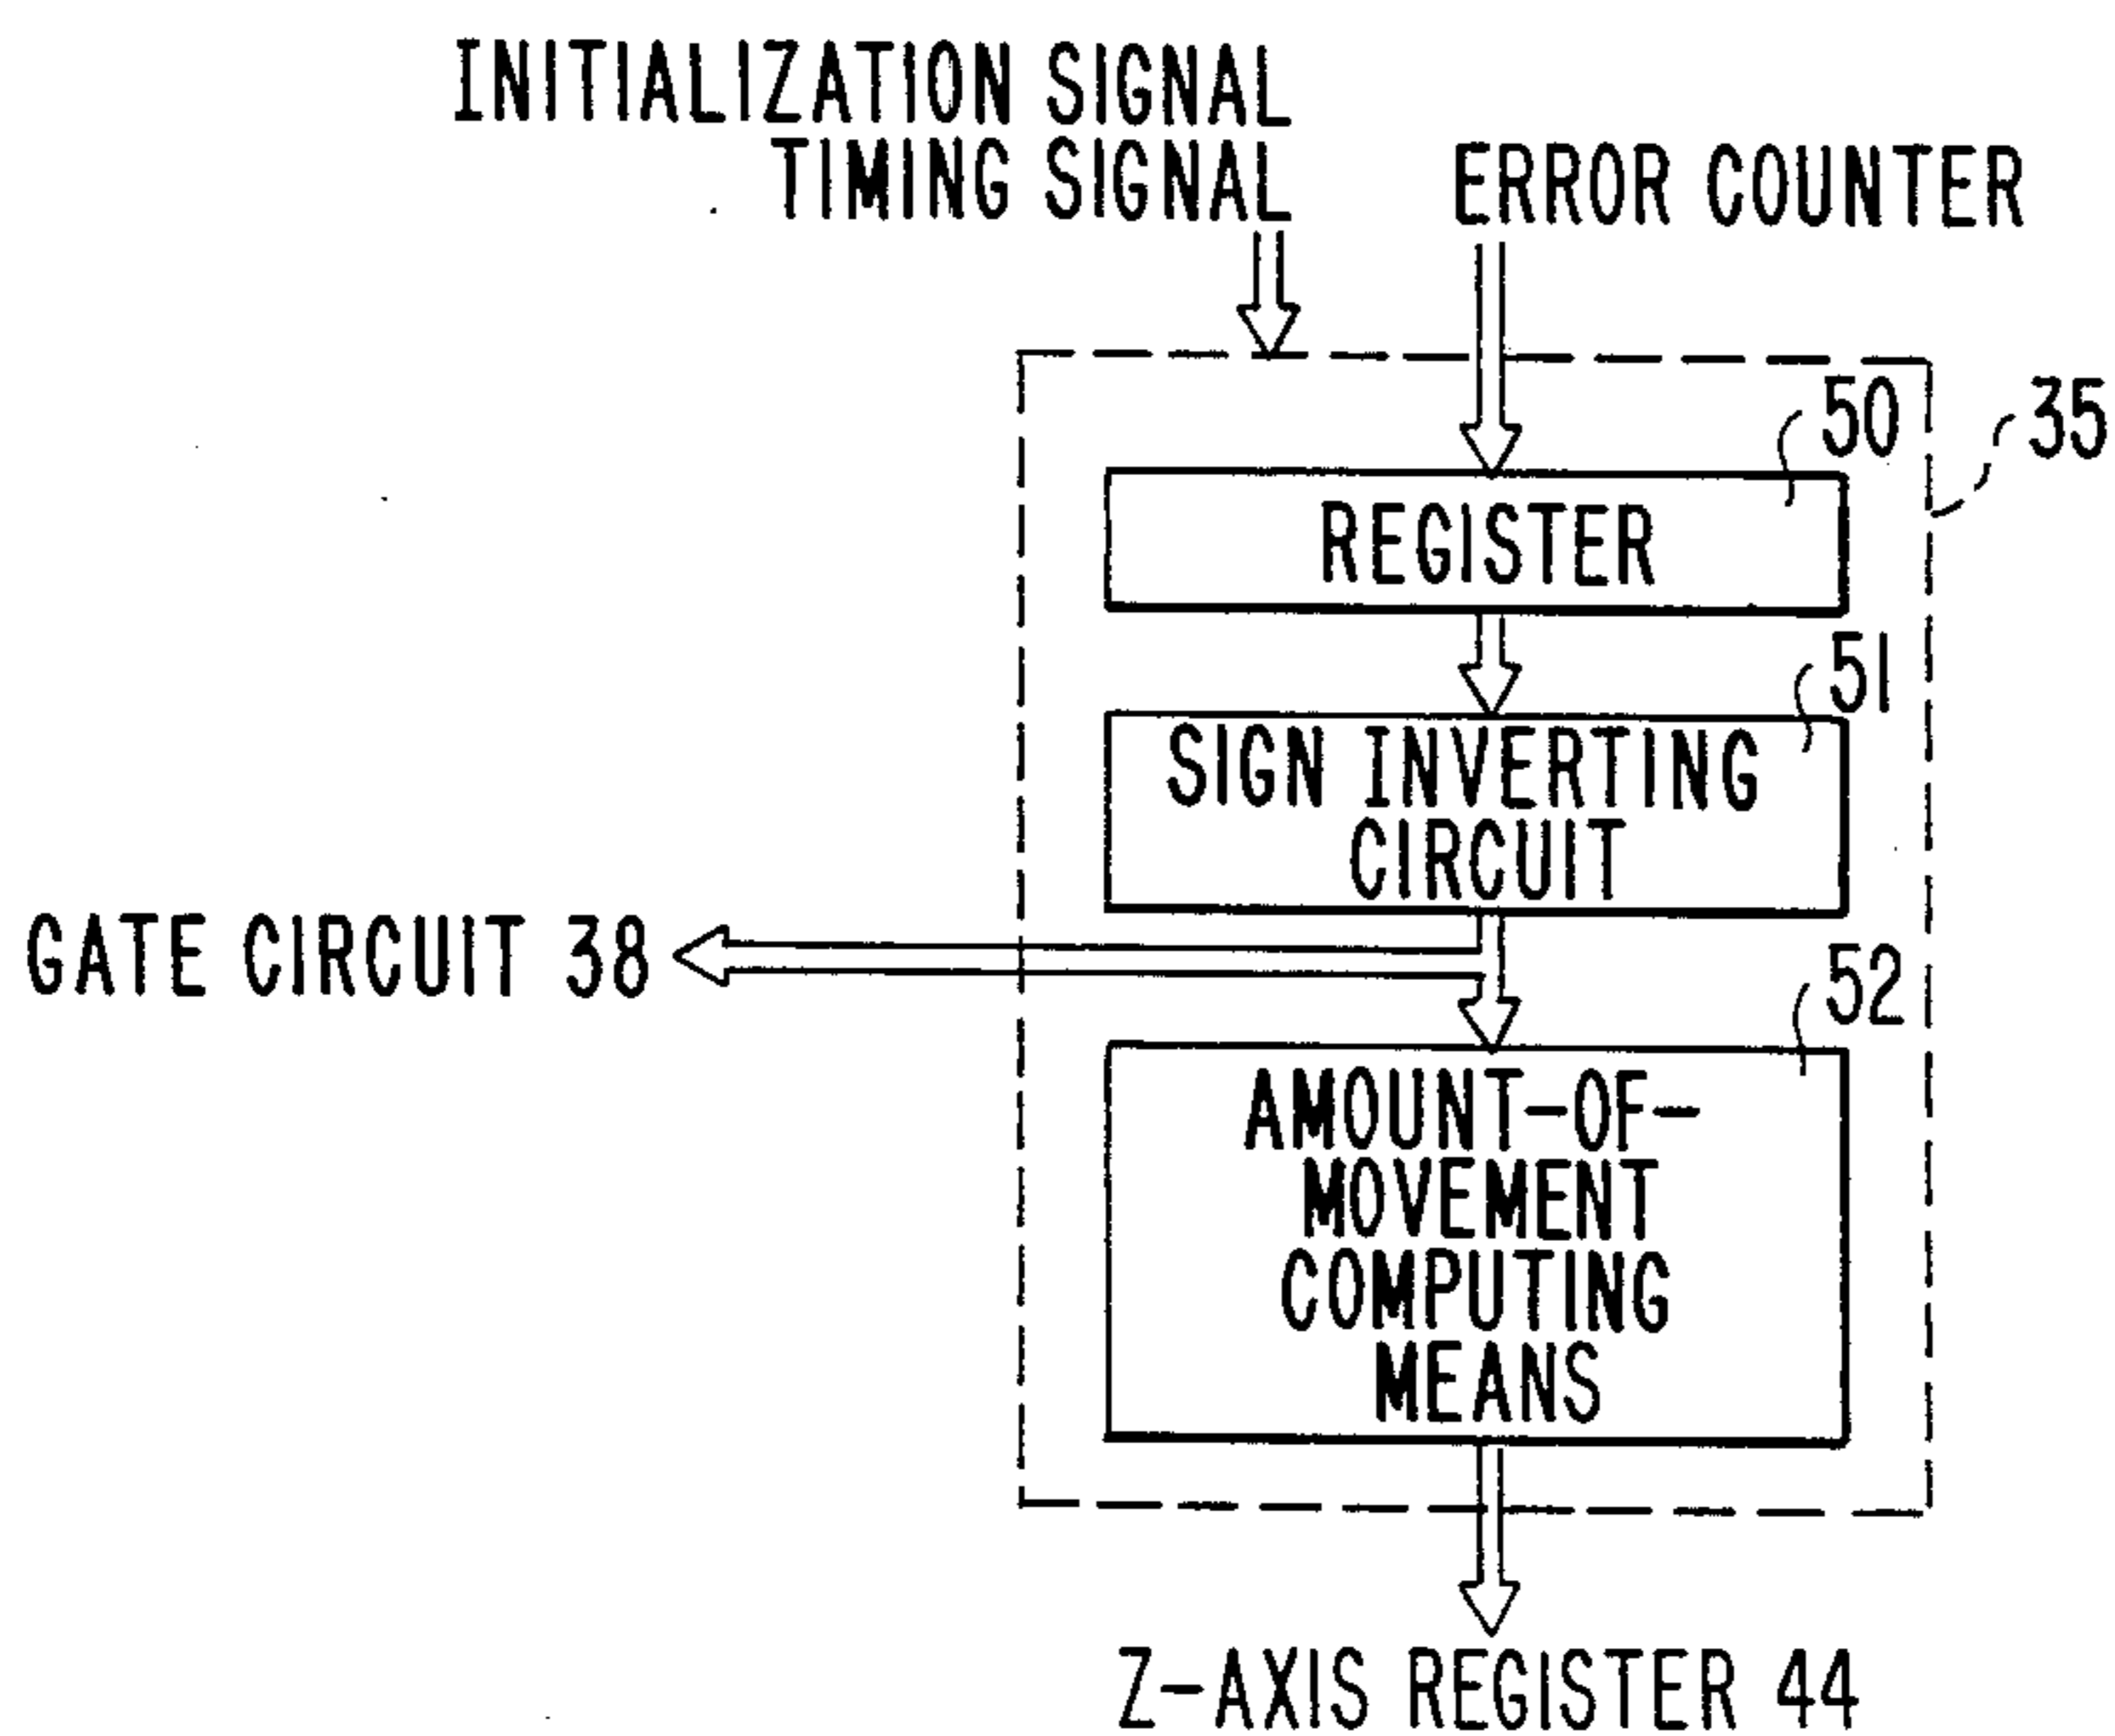 INITIALIZATION SIGNAL
TIMING SIGNAL
ERROR COUNTER
50
35
REGISTER
51
SIGN INVERTING
CIRCUIT
GATE CIRCUIT 38
52
AMOUNT-OF-
MOVEMENT
COMPUTING
MEANS
Z-AXIS REGISTER 44